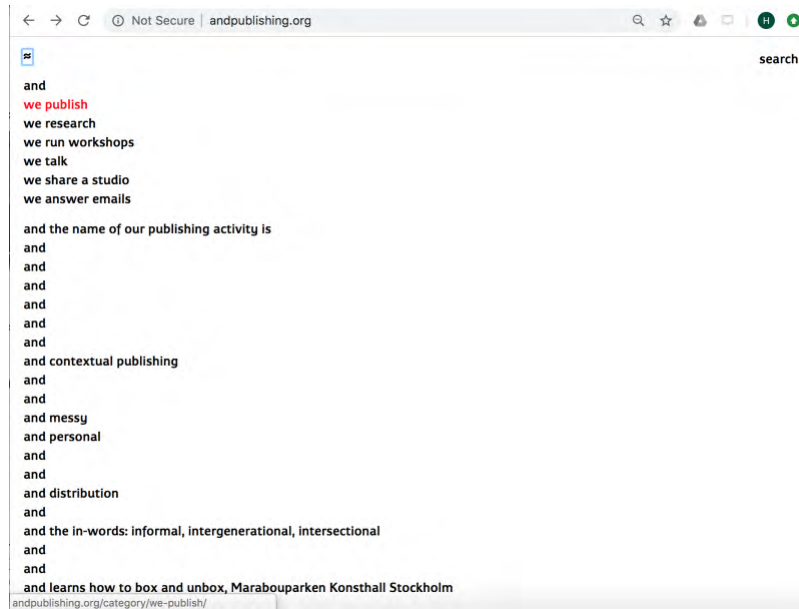 Not Secure | andpublishing.org
H
≈
search
and
we publish
we research
we run workshops
we talk
we share a studio
we answer emails
and the name of our publishing activity is
and
and
and
and
and
and
and contextual publishing
and
and
and messy
and personal
and
and
and distribution
and
and the in-words: informal, intergenerational, intersectional
and
and
and learns how to box and unbox, Marabouparken Konsthall Stockholm
andpublishing.org/category/we-publish/